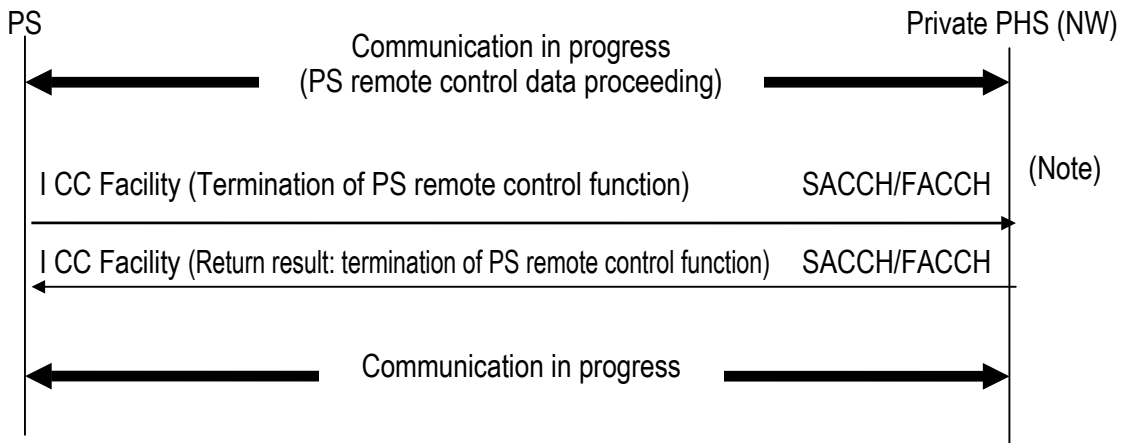 PS
Private PHS (NW)
Communication in progress
(PS remote control data proceeding)
(Note)
I CC Facility (Termination of PS remote control function) SACCH/FACCH
I CC Facility (Return result: termination of PS remote control function) SACCH/FACCH
Communication in progress